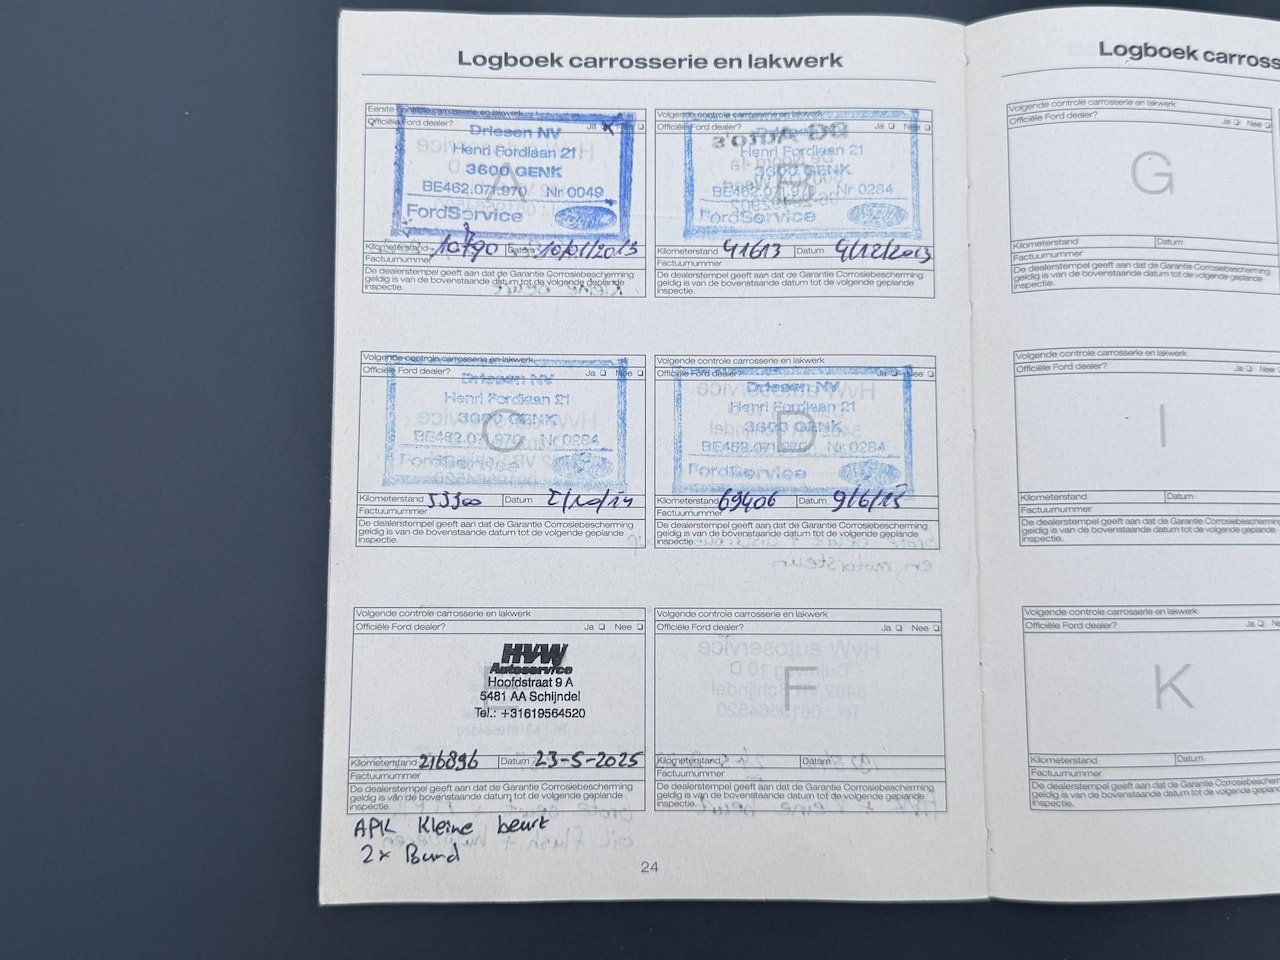 Logboek carrosserie en lakwerk
Eerste controle carrosserie en lakwerk
Officiële Ford dealer? Ja Nee
Driesen NV
Henri Fordlaan 21
3600 GENK
BE462.071.970 Nr 0049
FordService
A
Kilometerstand Datum 10/01/2013
Factuurnummer
De dealerstempel geeft aan dat de Garantie Corrosiebescherming
geldig is van de bovenstaande datum tot de volgende geplande
inspectie.
Volgende controle carrosserie en lakwerk
Officiële Ford dealer? Ja Nee
Henri Fordlaan 21
3600 GENK
BE462.071.970 Nr 0284
FordService
B
Kilometerstand 41613 Datum 4/12/2013
Factuurnummer
De dealerstempel geeft aan dat de Garantie Corrosiebescherming
geldig is van de bovenstaande datum tot de volgende geplande
inspectie.
Volgende controle carrosserie en lakwerk
Officiële Ford dealer? Ja Nee
Driesen NV
Henri Fordlaan 21
3600 GENK
BE462.071.970 Nr 0284
FordService
C
Kilometerstand 53300 Datum
Factuurnummer
De dealerstempel geeft aan dat de Garantie Corrosiebescherming
geldig is van de bovenstaande datum tot de volgende geplande
inspectie.
Volgende controle carrosserie en lakwerk
Officiële Ford dealer? Ja Nee
Driesen NV
Henri Fordlaan 21
3600 GENK
BE462.071.970 Nr 0284
FordService
D
Kilometerstand 69406 Datum
Factuurnummer
De dealerstempel geeft aan dat de Garantie Corrosiebescherming
geldig is van de bovenstaande datum tot de volgende geplande
inspectie.
Volgende controle carrosserie en lakwerk
Officiële Ford dealer? Ja Nee
HVW
Autoservice
Hoofdstraat 9 A
5481 AA Schijndel
Tel.: +31619564520
E
Kilometerstand 216896 Datum 23-5-2025
Factuurnummer
De dealerstempel geeft aan dat de Garantie Corrosiebescherming
geldig is van de bovenstaande datum tot de volgende geplande
inspectie.
APK Kleine beurt
2x Band
Volgende controle carrosserie en lakwerk
Officiële Ford dealer? Ja Nee
F
Kilometerstand Datum
Factuurnummer
De dealerstempel geeft aan dat de Garantie Corrosiebescherming
geldig is van de bovenstaande datum tot de volgende geplande
inspectie.
24
Logboek carross
Volgende controle carrosserie en lakwerk
Officiële Ford dealer? Ja Nee
G
Kilometerstand Datum
Factuurnummer
De dealerstempel geeft aan dat de Garantie Corrosiebescherming
geldig is van de bovenstaande datum tot de volgende geplande
inspectie.
Volgende controle carrosserie en lakwerk
Officiële Ford dealer? Ja Nee
I
Kilometerstand Datum
Factuurnummer
De dealerstempel geeft aan dat de Garantie Corrosiebescherming
geldig is van de bovenstaande datum tot de volgende geplande
inspectie.
Volgende controle carrosserie en lakwerk
Officiële Ford dealer? Ja
K
Kilometerstand Datum
Factuurnummer
De dealerstempel geeft aan dat de Garantie Corrosiebescherm
geldig is van de bovenstaande datum tot de volgende geplan
inspectie.